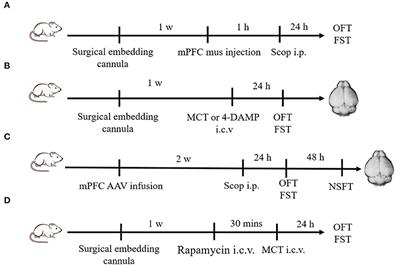 A
1 w
1 h
24 h
OFT
FST
Surgical embedding
cannula
mPFC mus injection
Scop i.p.
B
1 w
24 h
Surgical embedding
cannula
MCT or 4-DAMP
i.c.v
OFT
FST
C
2 w
24 h
48 h
mPFC AAV infusion
Scop i.p.
OFT
FST
NSFT
D
1 w
30 mins
24 h
OFT
FST
Surgical embedding
cannula
Rapamycin i.c.v.
MCT i.c.v.